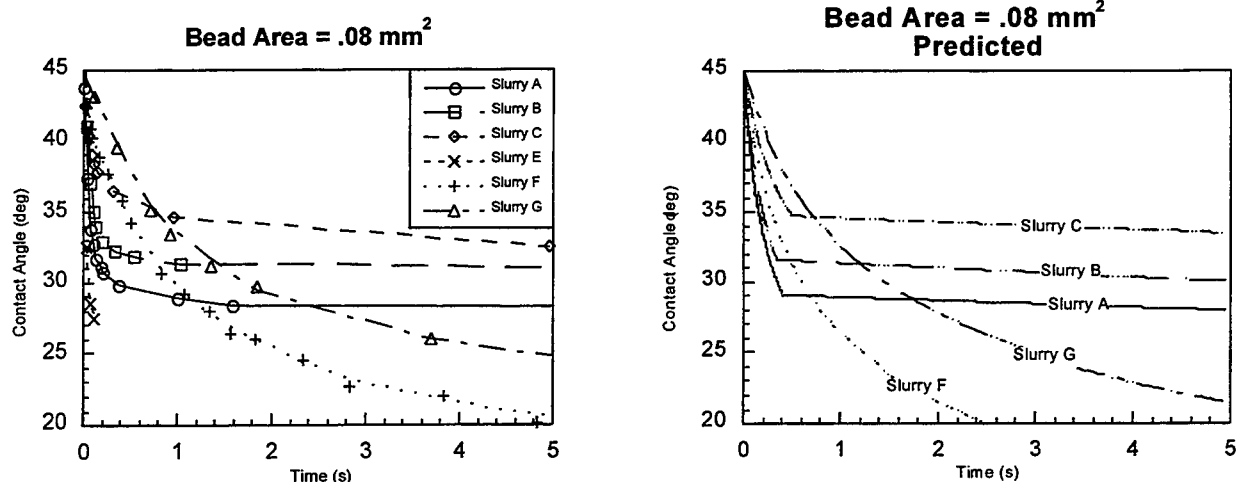 Bead Area = .08 mm²
45
40
35
30
25
20
Contact Angle (deg)
0
1
2
3
4
5
Time (s)
Slurry A
Slurry B
Slurry C
Slurry E
Slurry F
Slurry G
Bead Area = .08 mm²
Predicted
45
40
35
30
25
20
Contact Angle(deg)
0
1
2
3
4
5
Time (s)
Slurry C
Slurry B
Slurry A
Slurry G
Slurry F